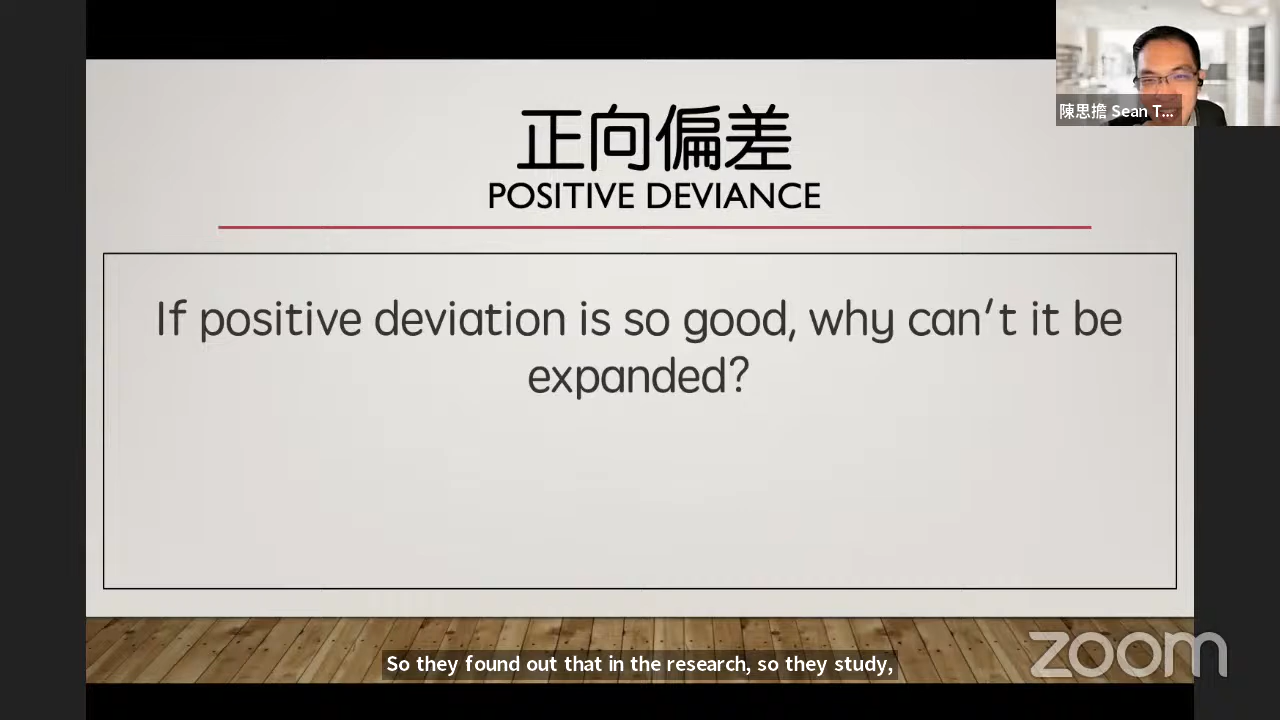 陳思擔 Sean T...
正向偏差
POSITIVE DEVIANCE
If positive deviation is so good, why can't it be
expanded?
So they found out that in the research, so they study,
zoom